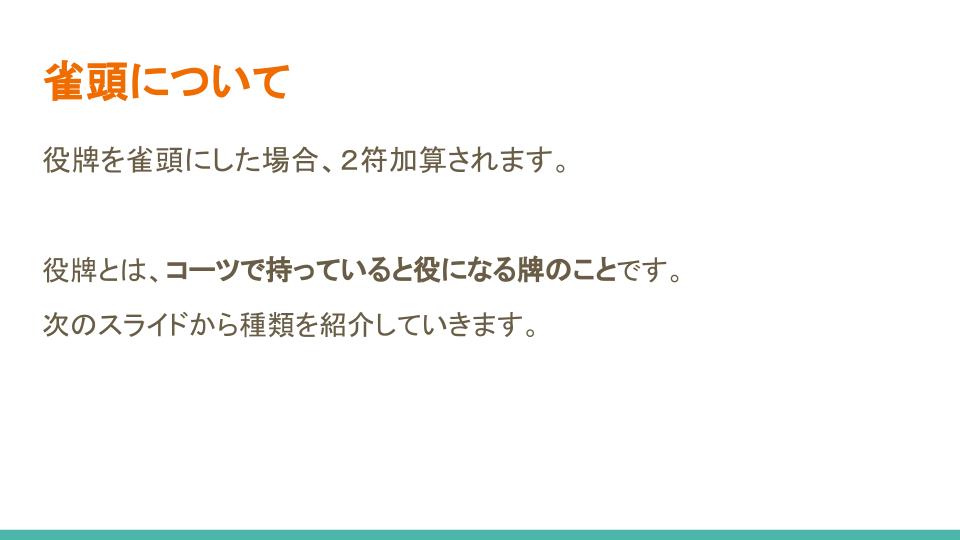 雀頭について
役牌を雀頭にした場合、２符加算されます。
役牌とは、コーツで持っていると役になる牌のことです。
次のスライドから種類を紹介していきます。